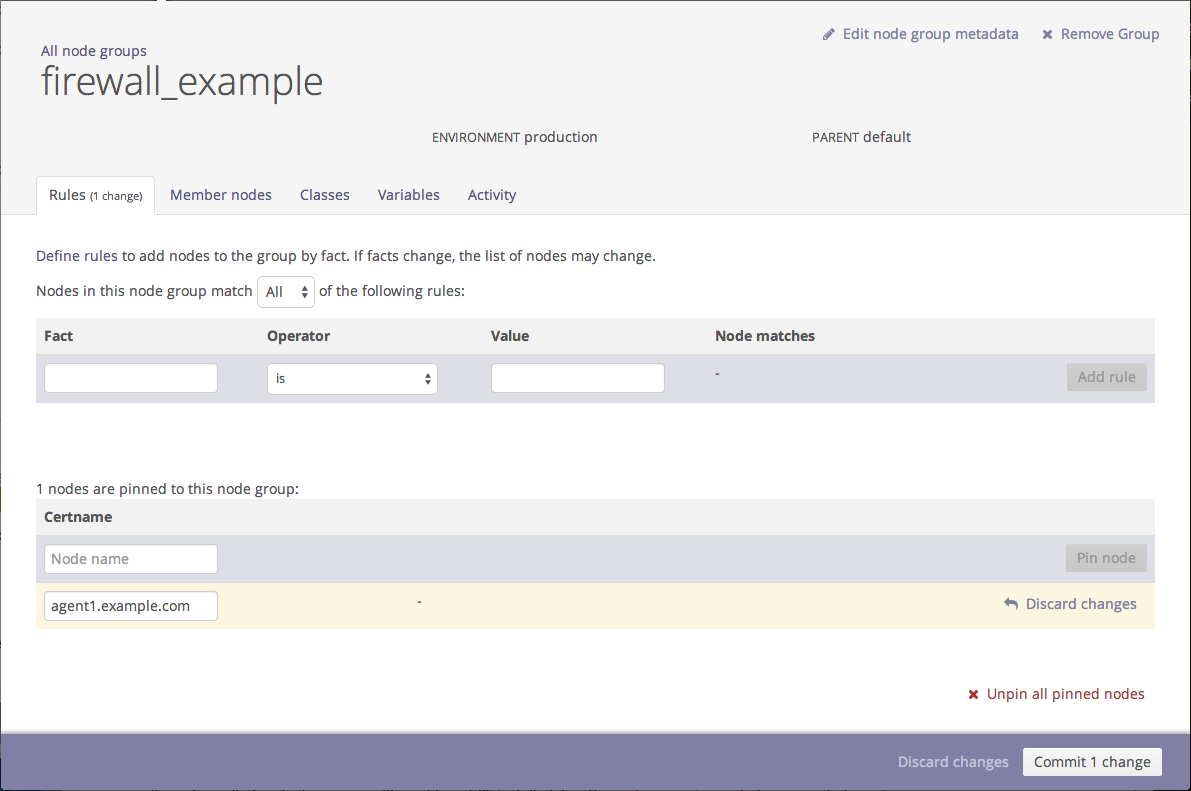 Edit node group metadata Remove Group
All node groups
firewall_example
ENVIRONMENT production PARENT default
Rules (1 change) Member nodes Classes Variables Activity
Define rules to add nodes to the group by fact. If facts change, the list of nodes may change.
Nodes in this node group match All of the following rules:
Fact Operator Value Node matches
is - Add rule
1 nodes are pinned to this node group:
Certname
Node name Pin node
agent1.example.com - Discard changes
Unpin all pinned nodes
Discard changes Commit 1 change